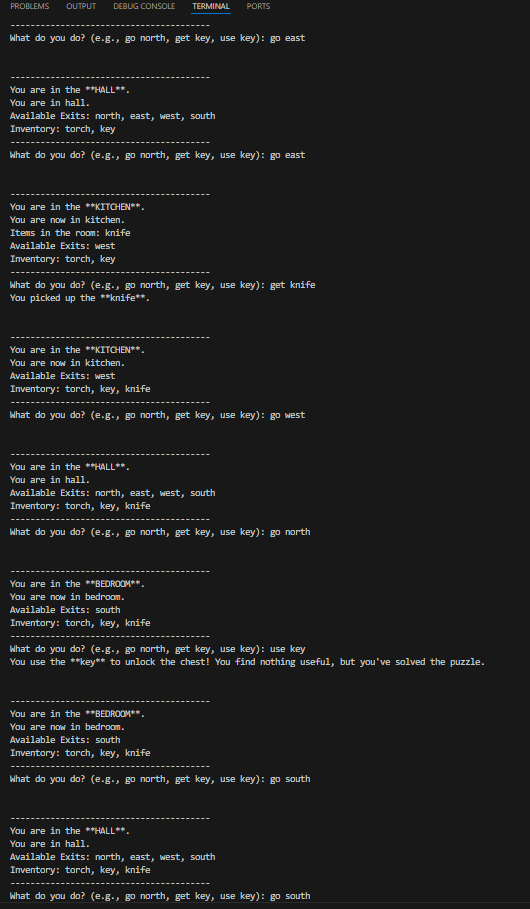 PROBLEMS OUTPUT DEBUG CONSOLE TERMINAL PORTS
----------------------------------------
What do you do? (e.g., go north, get key, use key): go east
----------------------------------------
You are in the **HALL**.
You are in hall.
Available Exits: north, east, west, south
Inventory: torch, key
----------------------------------------
What do you do? (e.g., go north, get key, use key): go east
----------------------------------------
You are in the **KITCHEN**.
You are now in kitchen.
Items in the room: knife
Available Exits: west
Inventory: torch, key
----------------------------------------
What do you do? (e.g., go north, get key, use key): get knife
You picked up the **knife**.
----------------------------------------
You are in the **KITCHEN**.
You are now in kitchen.
Available Exits: west
Inventory: torch, key, knife
----------------------------------------
What do you do? (e.g., go north, get key, use key): go west
----------------------------------------
You are in the **HALL**.
You are in hall.
Available Exits: north, east, west, south
Inventory: torch, key, knife
----------------------------------------
What do you do? (e.g., go north, get key, use key): go north
----------------------------------------
You are in the **BEDROOM**.
You are now in bedroom.
Available Exits: south
Inventory: torch, key, knife
----------------------------------------
What do you do? (e.g., go north, get key, use key): use key
You use the **key** to unlock the chest! You find nothing useful, but you've solved the puzzle.
----------------------------------------
You are in the **BEDROOM**.
You are now in bedroom.
Available Exits: south
Inventory: torch, key, knife
----------------------------------------
What do you do? (e.g., go north, get key, use key): go south
----------------------------------------
You are in the **HALL**.
You are in hall.
Available Exits: north, east, west, south
Inventory: torch, key, knife
----------------------------------------
What do you do? (e.g., go north, get key, use key): go south